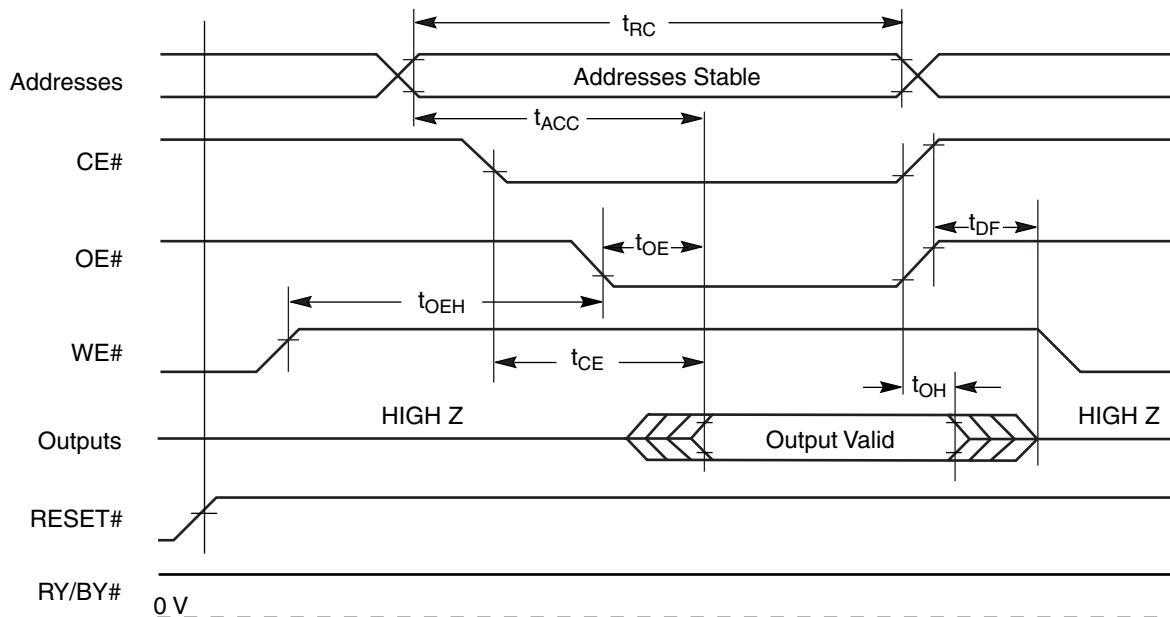 tRC
Addresses
Addresses Stable
tACC
CE#
tDF
OE#
tOE
tOEH
WE#
tCE
tOH
HIGH Z
HIGH Z
Outputs
Output Valid
RESET#
RY/BY#
0 V